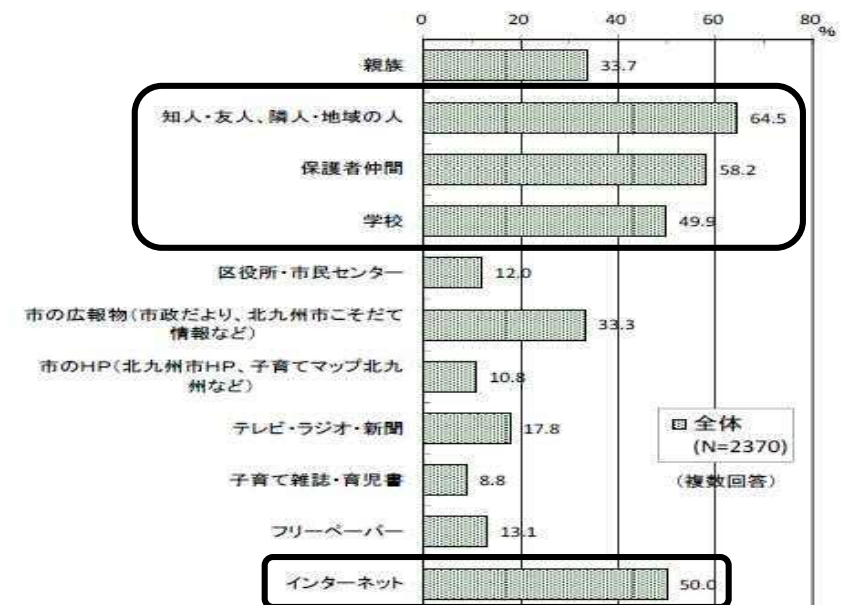 0 20 40 60 80
%
親族 33.7
知人・友人、隣人・地域の人 64.5
保護者仲間 58.2
学校 49.9
区役所・市民センター 12.0
市の広報物(市政だより、北九州市こそだて
情報など) 33.3
市のHP(北九州市HP、子育てマップ北九
州など) 10.8
テレビ・ラジオ・新聞 17.8
子育て雑誌・育児書 8.8
フリーペーパー 13.1
インターネット 50.0
全体
(N=2370)
(複数回答)